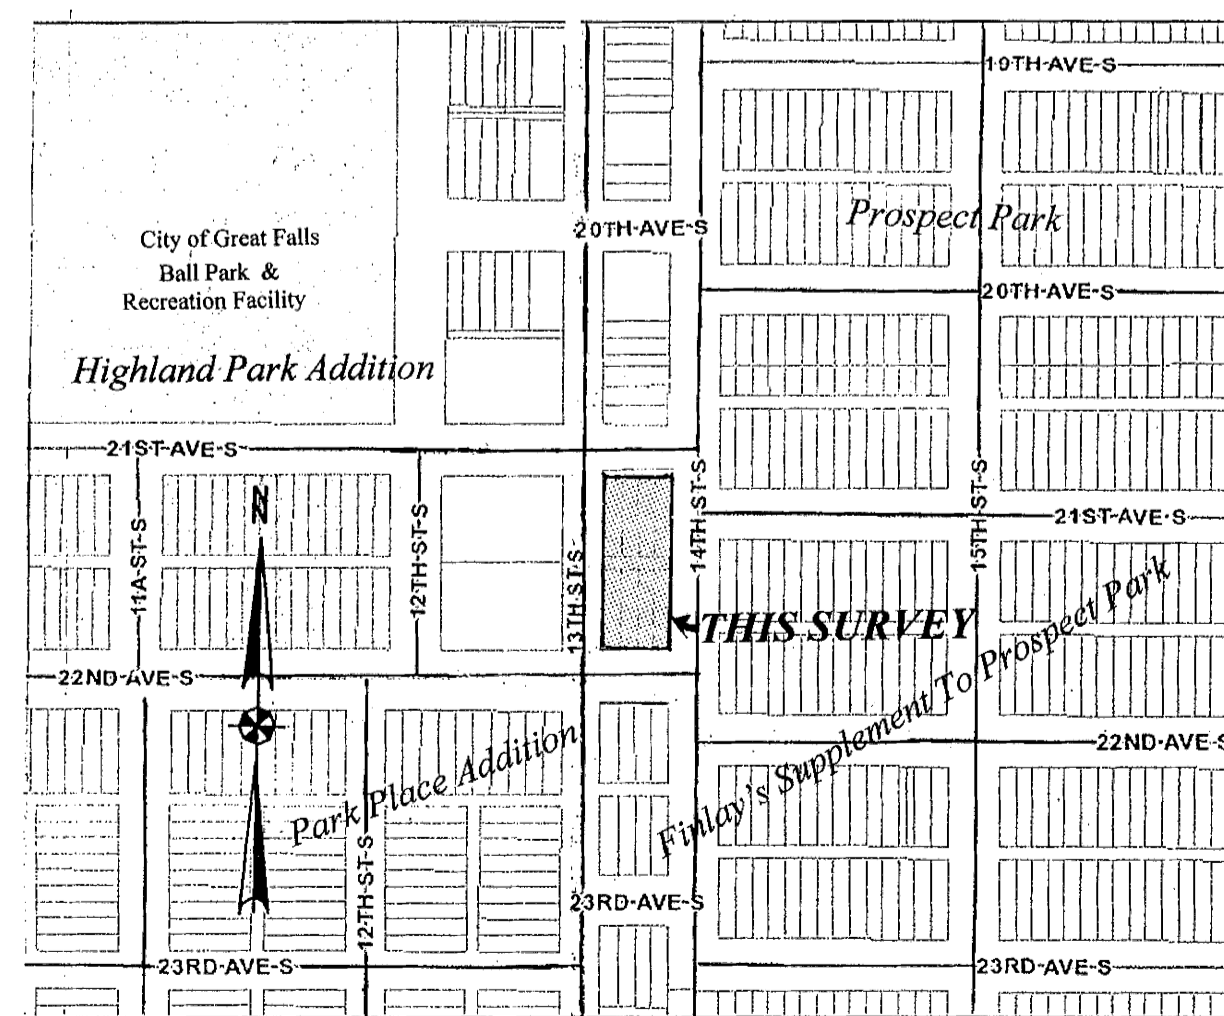 19TH-AVE-S
Prospect Park
20TH-AVE-S
City of Great Falls
Ball Park &
Recreation Facility
20TH-AVE-S
Highland Park Addition
21ST-AVE-S
14TH-ST-S
15TH-ST-S
N
11A-ST-S
12TH-ST-S
13TH ST S
21ST-AVE-S
THIS SURVEY
22ND-AVE-S
Park Place Addition
Finlay's Supplement To Prospect Park
22ND-AVE-S
12TH-ST-S
23RD-AVE-S
23RD-AVE-S
23RD-AVE-S